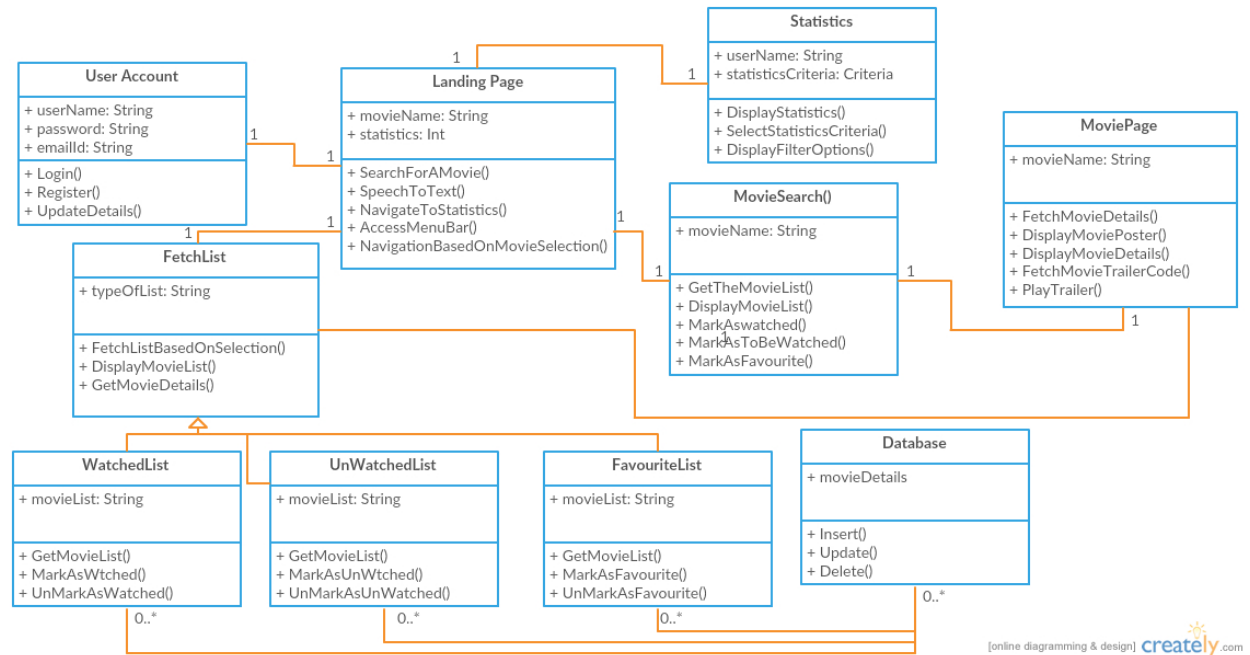 Statistics
+ userName: String
+ statisticsCriteria: Criteria
+ DisplayStatistics()
+ SelectStatisticsCriteria()
+ DisplayFilterOptions()
1
1
User Account
+ userName: String
+ password: String
+ emailId: String
+ Login()
+ Register()
+ UpdateDetails()
1
1
Landing Page
+ movieName: String
+ statistics: Int
+ SearchForAMovie()
+ SpeechToText()
+ NavigateToStatistics()
+ AccessMenuBar()
+ NavigationBasedOnMovieSelection()
1
1
1
1
MoviePage
+ movieName: String
+ FetchMovieDetails()
+ DisplayMoviePoster()
+ DisplayMovieDetails()
+ FetchMovieTrailerCode()
+ PlayTrailer()
MovieSearch()
+ movieName: String
+ GetTheMovieList()
+ DisplayMovieList()
+ MarkAswatched()
+ MarkAsToBeWatched()
+ MarkAsFavourite()
1
1
1
FetchList
+ typeOfList: String
+ FetchListBasedOnSelection()
+ DisplayMovieList()
+ GetMovieDetails()
WatchedList
+ movieList: String
+ GetMovieList()
+ MarkAsWtched()
+ UnMarkAsWatched()
0..*
UnWatchedList
+ movieList: String
+ GetMovieList()
+ MarkAsUnWtched()
+ UnMarkAsUnWatched()
0..*
FavouriteList
+ movieList: String
+ GetMovieList()
+ MarkAsFavourite()
+ UnMarkAsFavourite()
0..*
Database
+ movieDetails
+ Insert()
+ Update()
+ Delete()
0..*
[online diagramming & design] creately.com